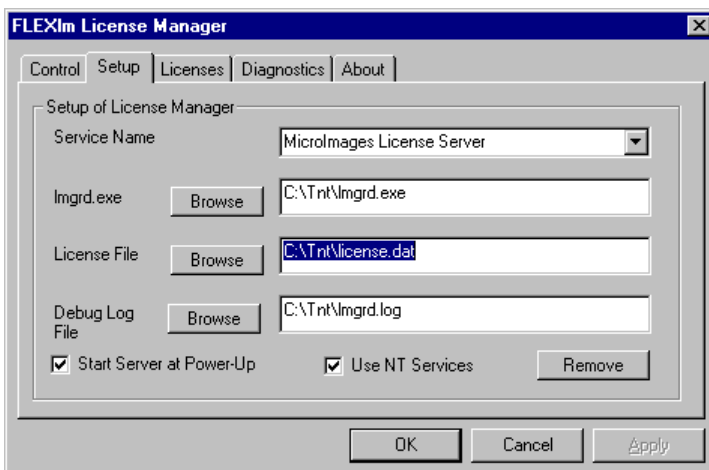 FLEXlm License Manager
Control Setup Licenses Diagnostics About
Setup of License Manager
Service Name MicroImages License Server
lmgrd.exe Browse C:\Tnt\lmgrd.exe
License File Browse C:\Tnt\license.dat
Debug Log File Browse C:\Tnt\lmgrd.log
Start Server at Power-Up Use NT Services Remove
OK Cancel Apply